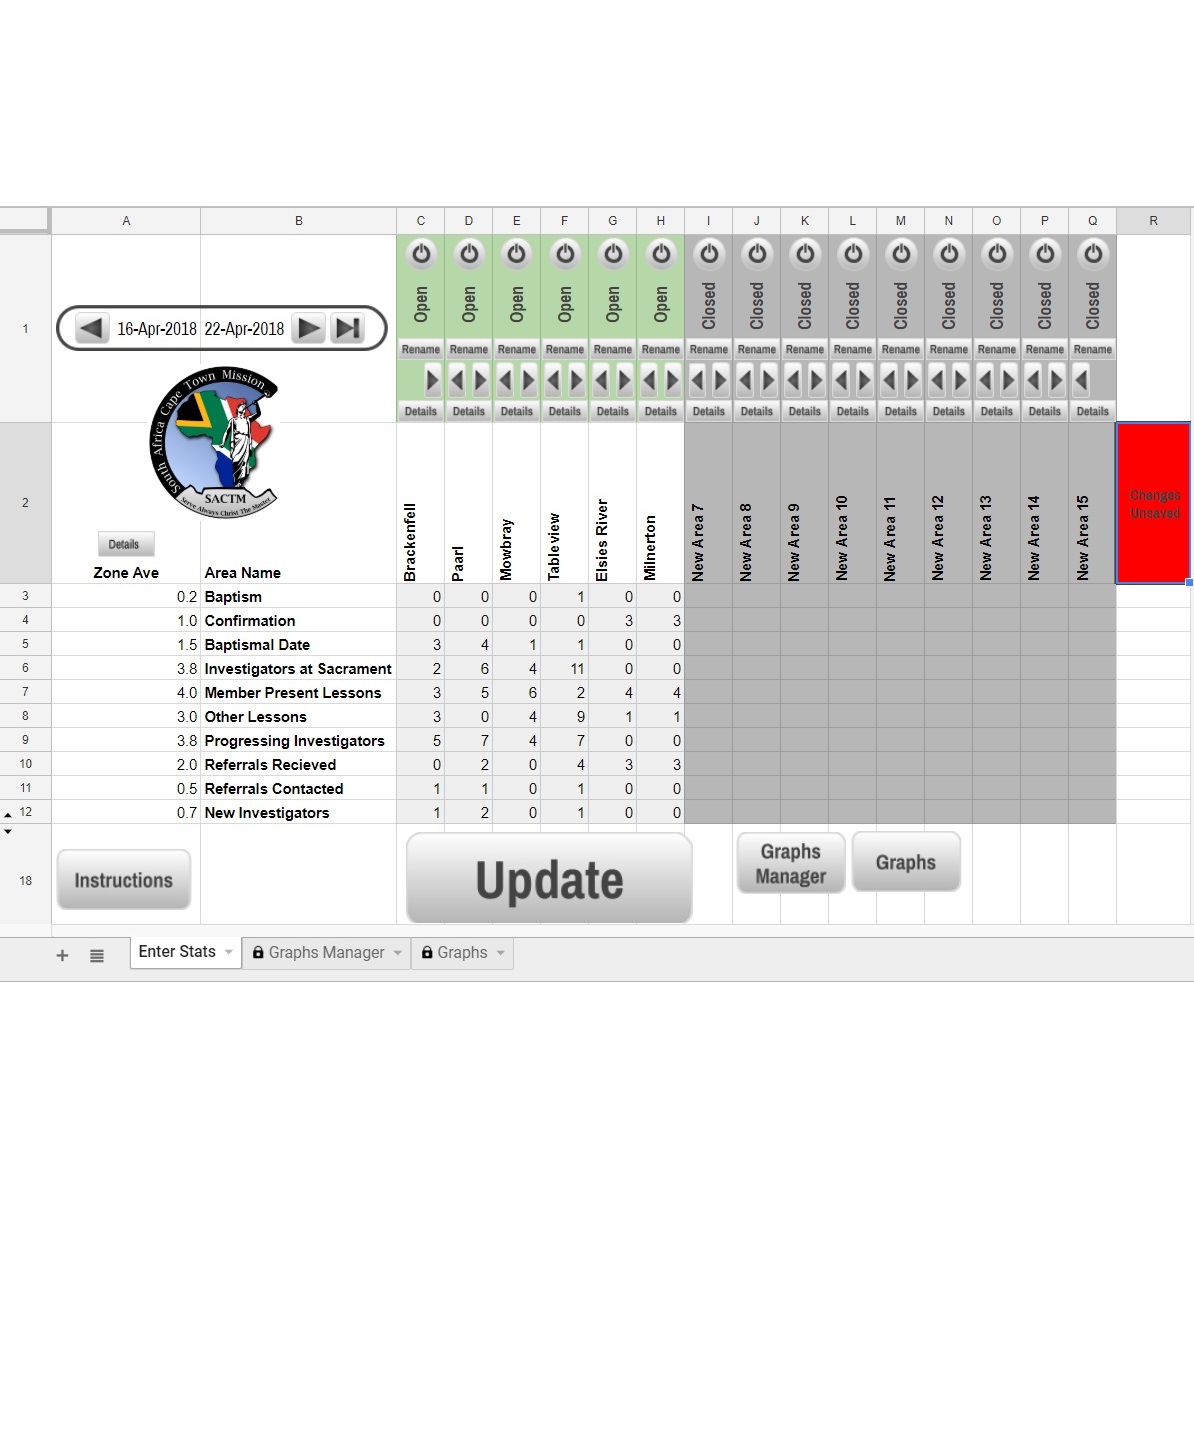 A B C D E F G H I J K L M N O P Q R
1
Open Open Open Open Open Open Closed Closed Closed Closed Closed Closed Closed Closed Closed
16-Apr-2018 22-Apr-2018
Rename Rename Rename Rename Rename Rename Rename Rename Rename Rename Rename Rename Rename Rename Rename
Details Details Details Details Details Details Details Details Details Details Details Details Details Details Details
South Africa Cape Town Mission
SACTM
Serve Always Christ The Master
2
Details
Zone Ave Area Name Brackenfell Paarl Mowbray Tableview Elsies River Milnerton New Area 7 New Area 8 New Area 9 New Area 10 New Area 11 New Area 12 New Area 13 New Area 14 New Area 15
Changes
Unsaved
3 0.2 Baptism 0 0 0 1 0 0
4 1.0 Confirmation 0 0 0 0 3 3
5 1.5 Baptismal Date 3 4 1 1 0 0
6 3.8 Investigators at Sacrament 2 6 4 11 0 0
7 4.0 Member Present Lessons 3 5 6 2 4 4
8 3.0 Other Lessons 3 0 4 9 1 1
9 3.8 Progressing Investigators 5 7 4 7 0 0
10 2.0 Referrals Recieved 0 2 0 4 3 3
11 0.5 Referrals Contacted 1 1 0 1 0 0
12 0.7 New Investigators 1 2 0 1 0 0
18
Instructions
Update
Graphs
Manager
Graphs
Enter Stats Graphs Manager Graphs